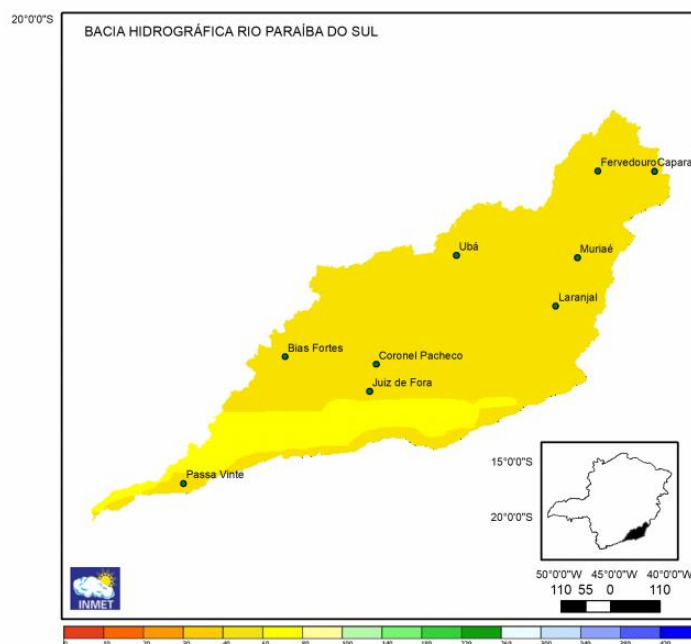 20°0'0"S
BACIA HIDROGRÁFICA RIO PARAÍBA DO SUL
Fervedouro
Capara
Ubá
Muriaé
Laranjal
Bias Fortes
Coronel Pacheco
Juiz de Fora
Passa Vinte
15°0'0"S
20°0'0"S
50°0'0"W 45°0'0"W 40°0'0"W
110 55 0 110
INMET